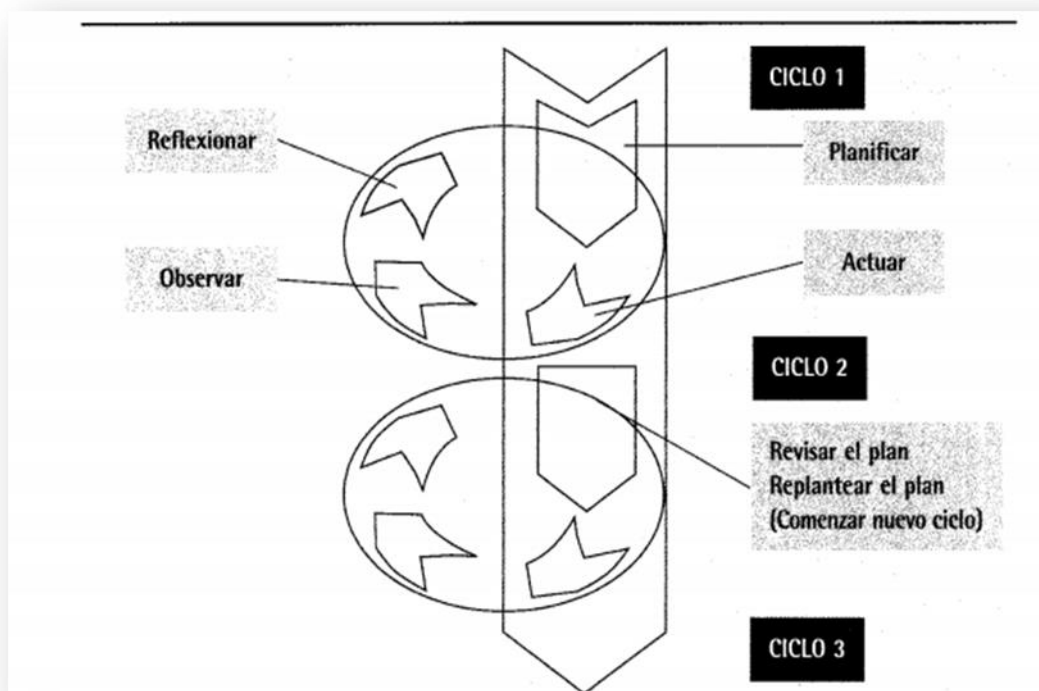 CICLO 1
Reflexionar
Planificar
Observar
Actuar
CICLO 2
Revisar el plan
Replantear el plan
(Comenzar nuevo ciclo)
CICLO 3